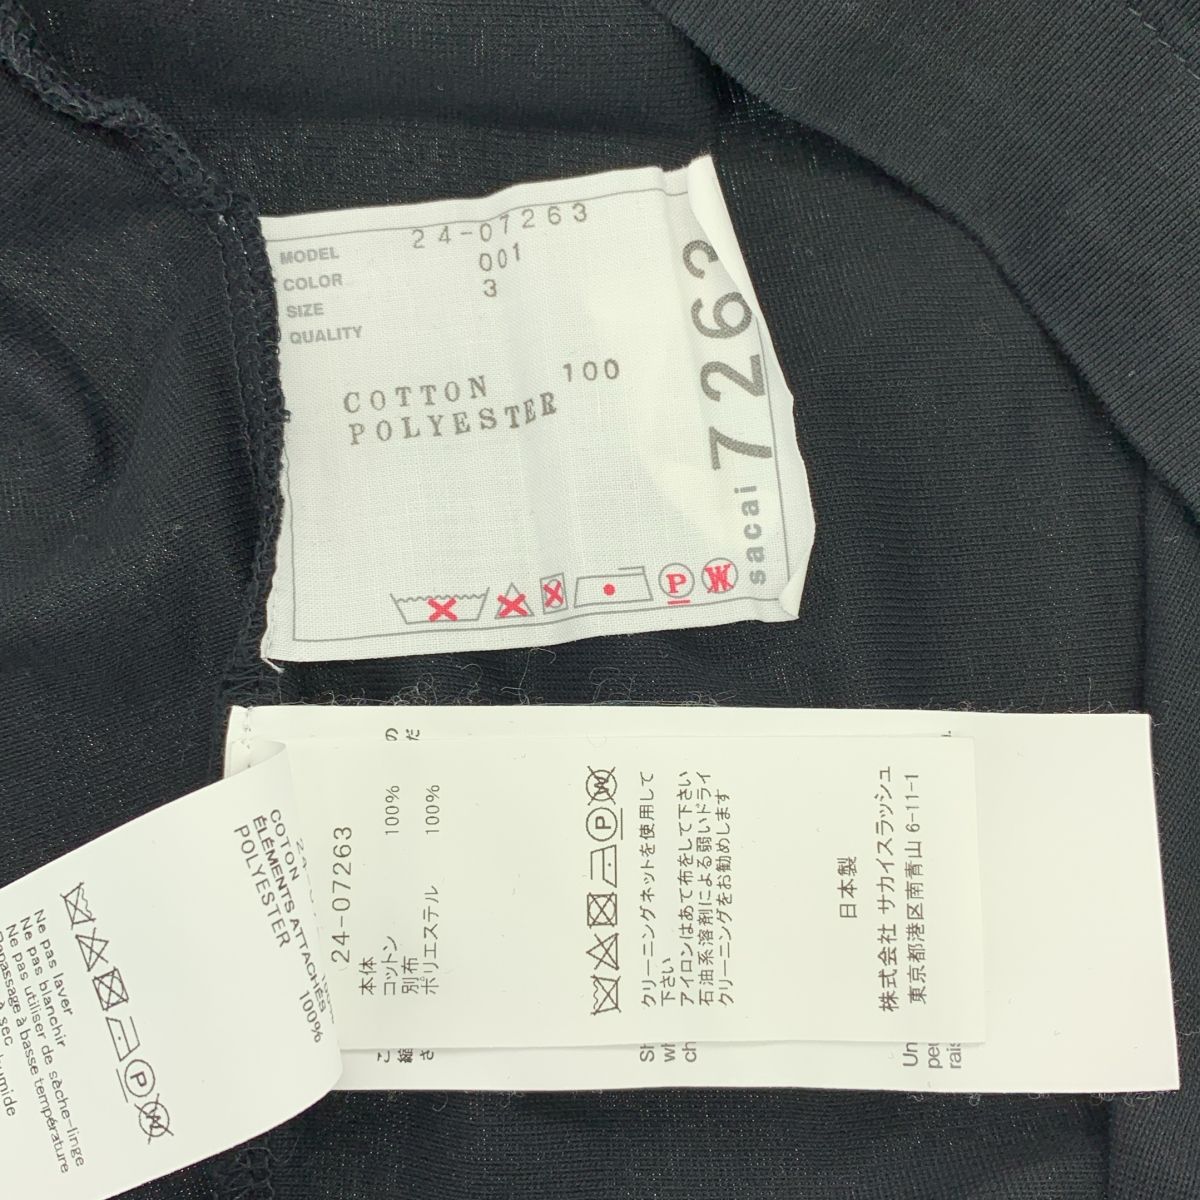 MODEL 24-07263
COLOR 001
SIZE 3
QUALITY
COTTON 100
POLYESTER
sacai 7263
P
W
24-07263
本体
コットン 100%
別布
ポリエステル 100%
P
W
クリーニングネットを使用して
下さい
アイロンはあて布をして下さい
石油系溶剤による弱いドライ
クリーニングをお勧めします
日本製
株式会社 サカイスラッシュ
東京都港区南青山 6-11-1
COTON
ÉLÉMENTS ATTACHÉS
POLYESTER 100%
P
W
Ne pas laver
Ne pas blanchir
Ne pas utiliser de sèche-linge
Repassage à basse température